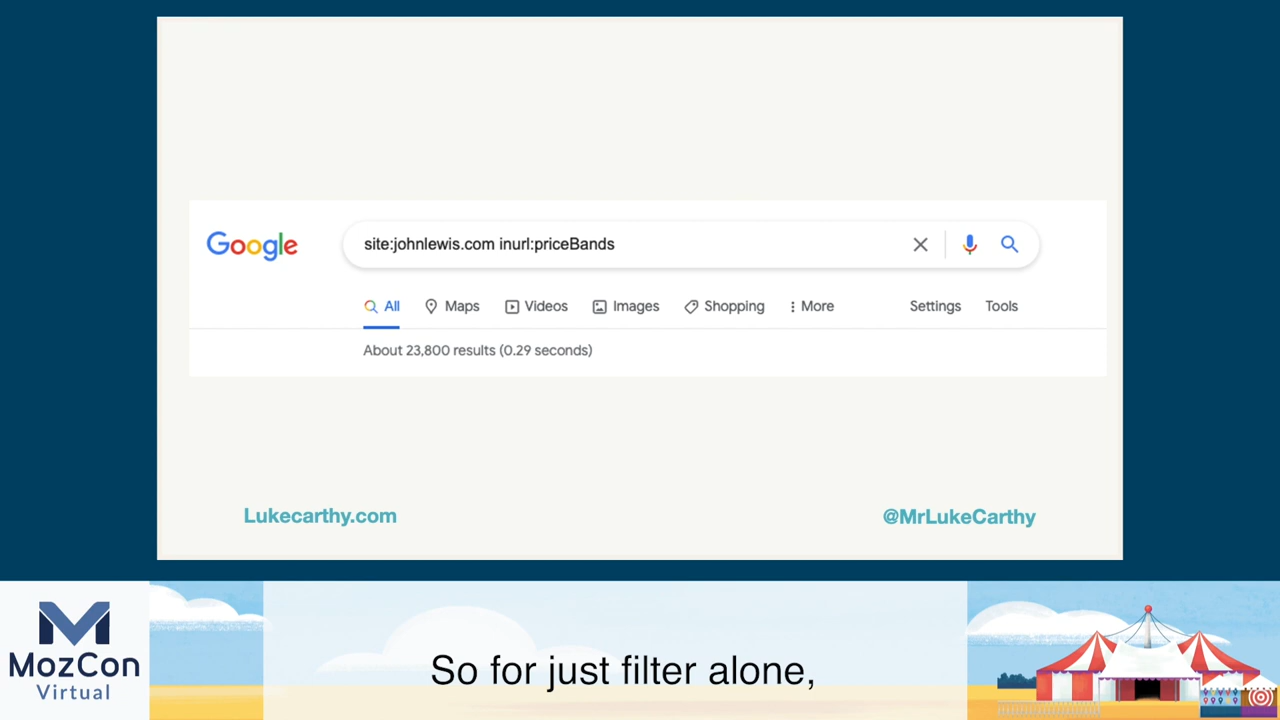 Google
site:johnlewis.com inurl:priceBands
All Maps Videos Images Shopping More Settings Tools
About 23,800 results (0.29 seconds)
Lukecarthy.com @MrLukeCarthy
MozCon
Virtual
So for just filter alone,